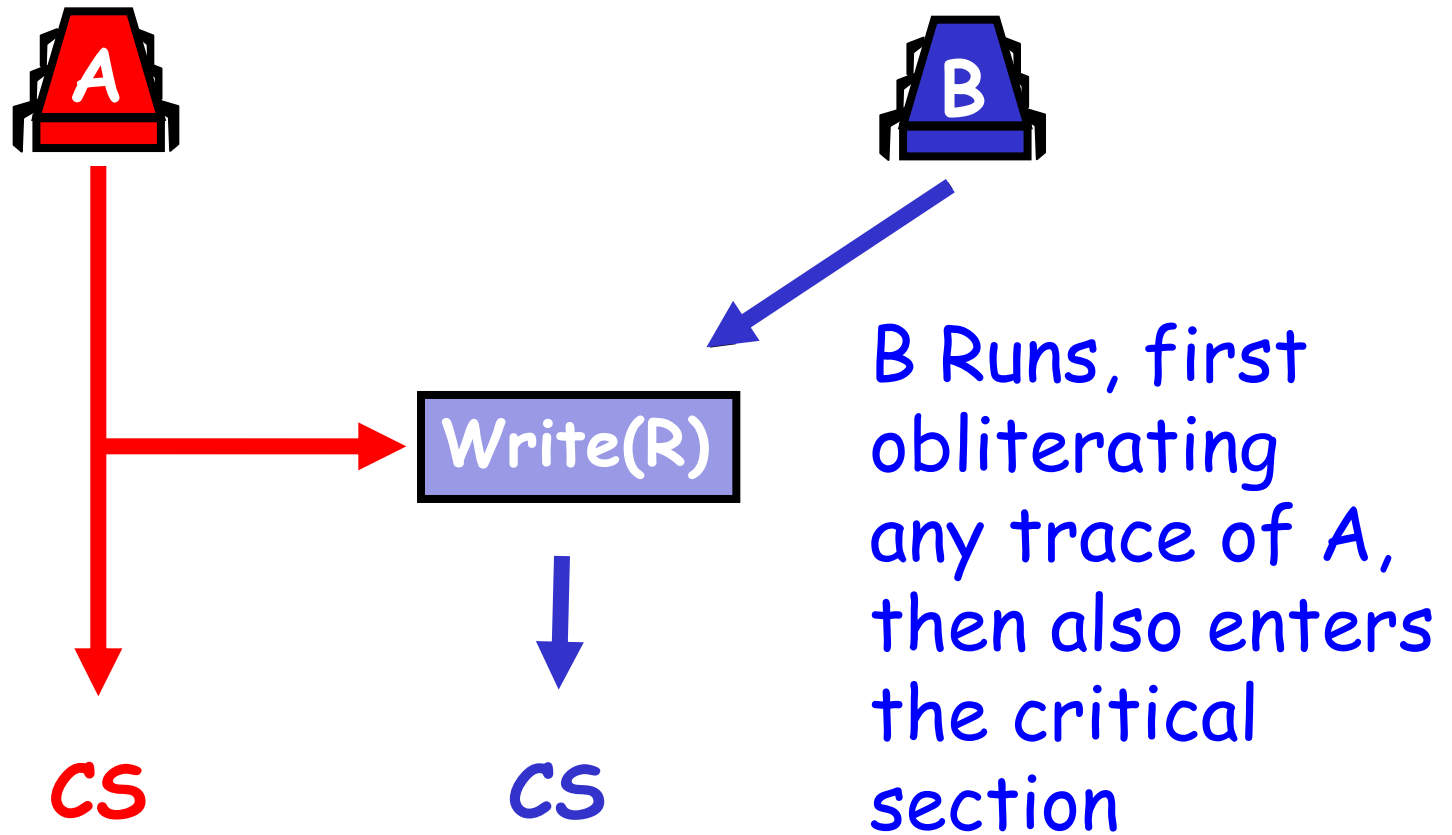 A
B
B Runs, first
obliterating
Write(R)
any trace of A,
then also enters
the critical
section
CS
CS